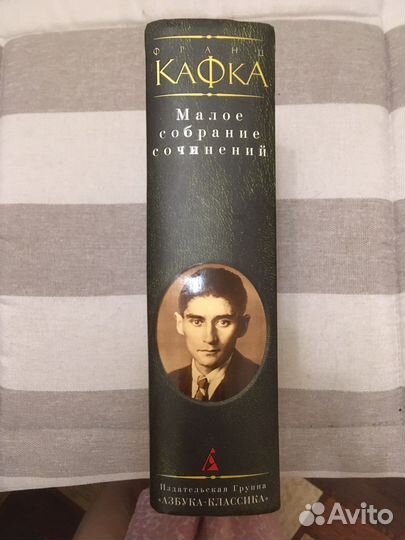 ФРАНЦ
КАФКА
Малое
собрание
сочинений
Издательская Группа
«АЗБУКА-КЛАССИКА»
Avito